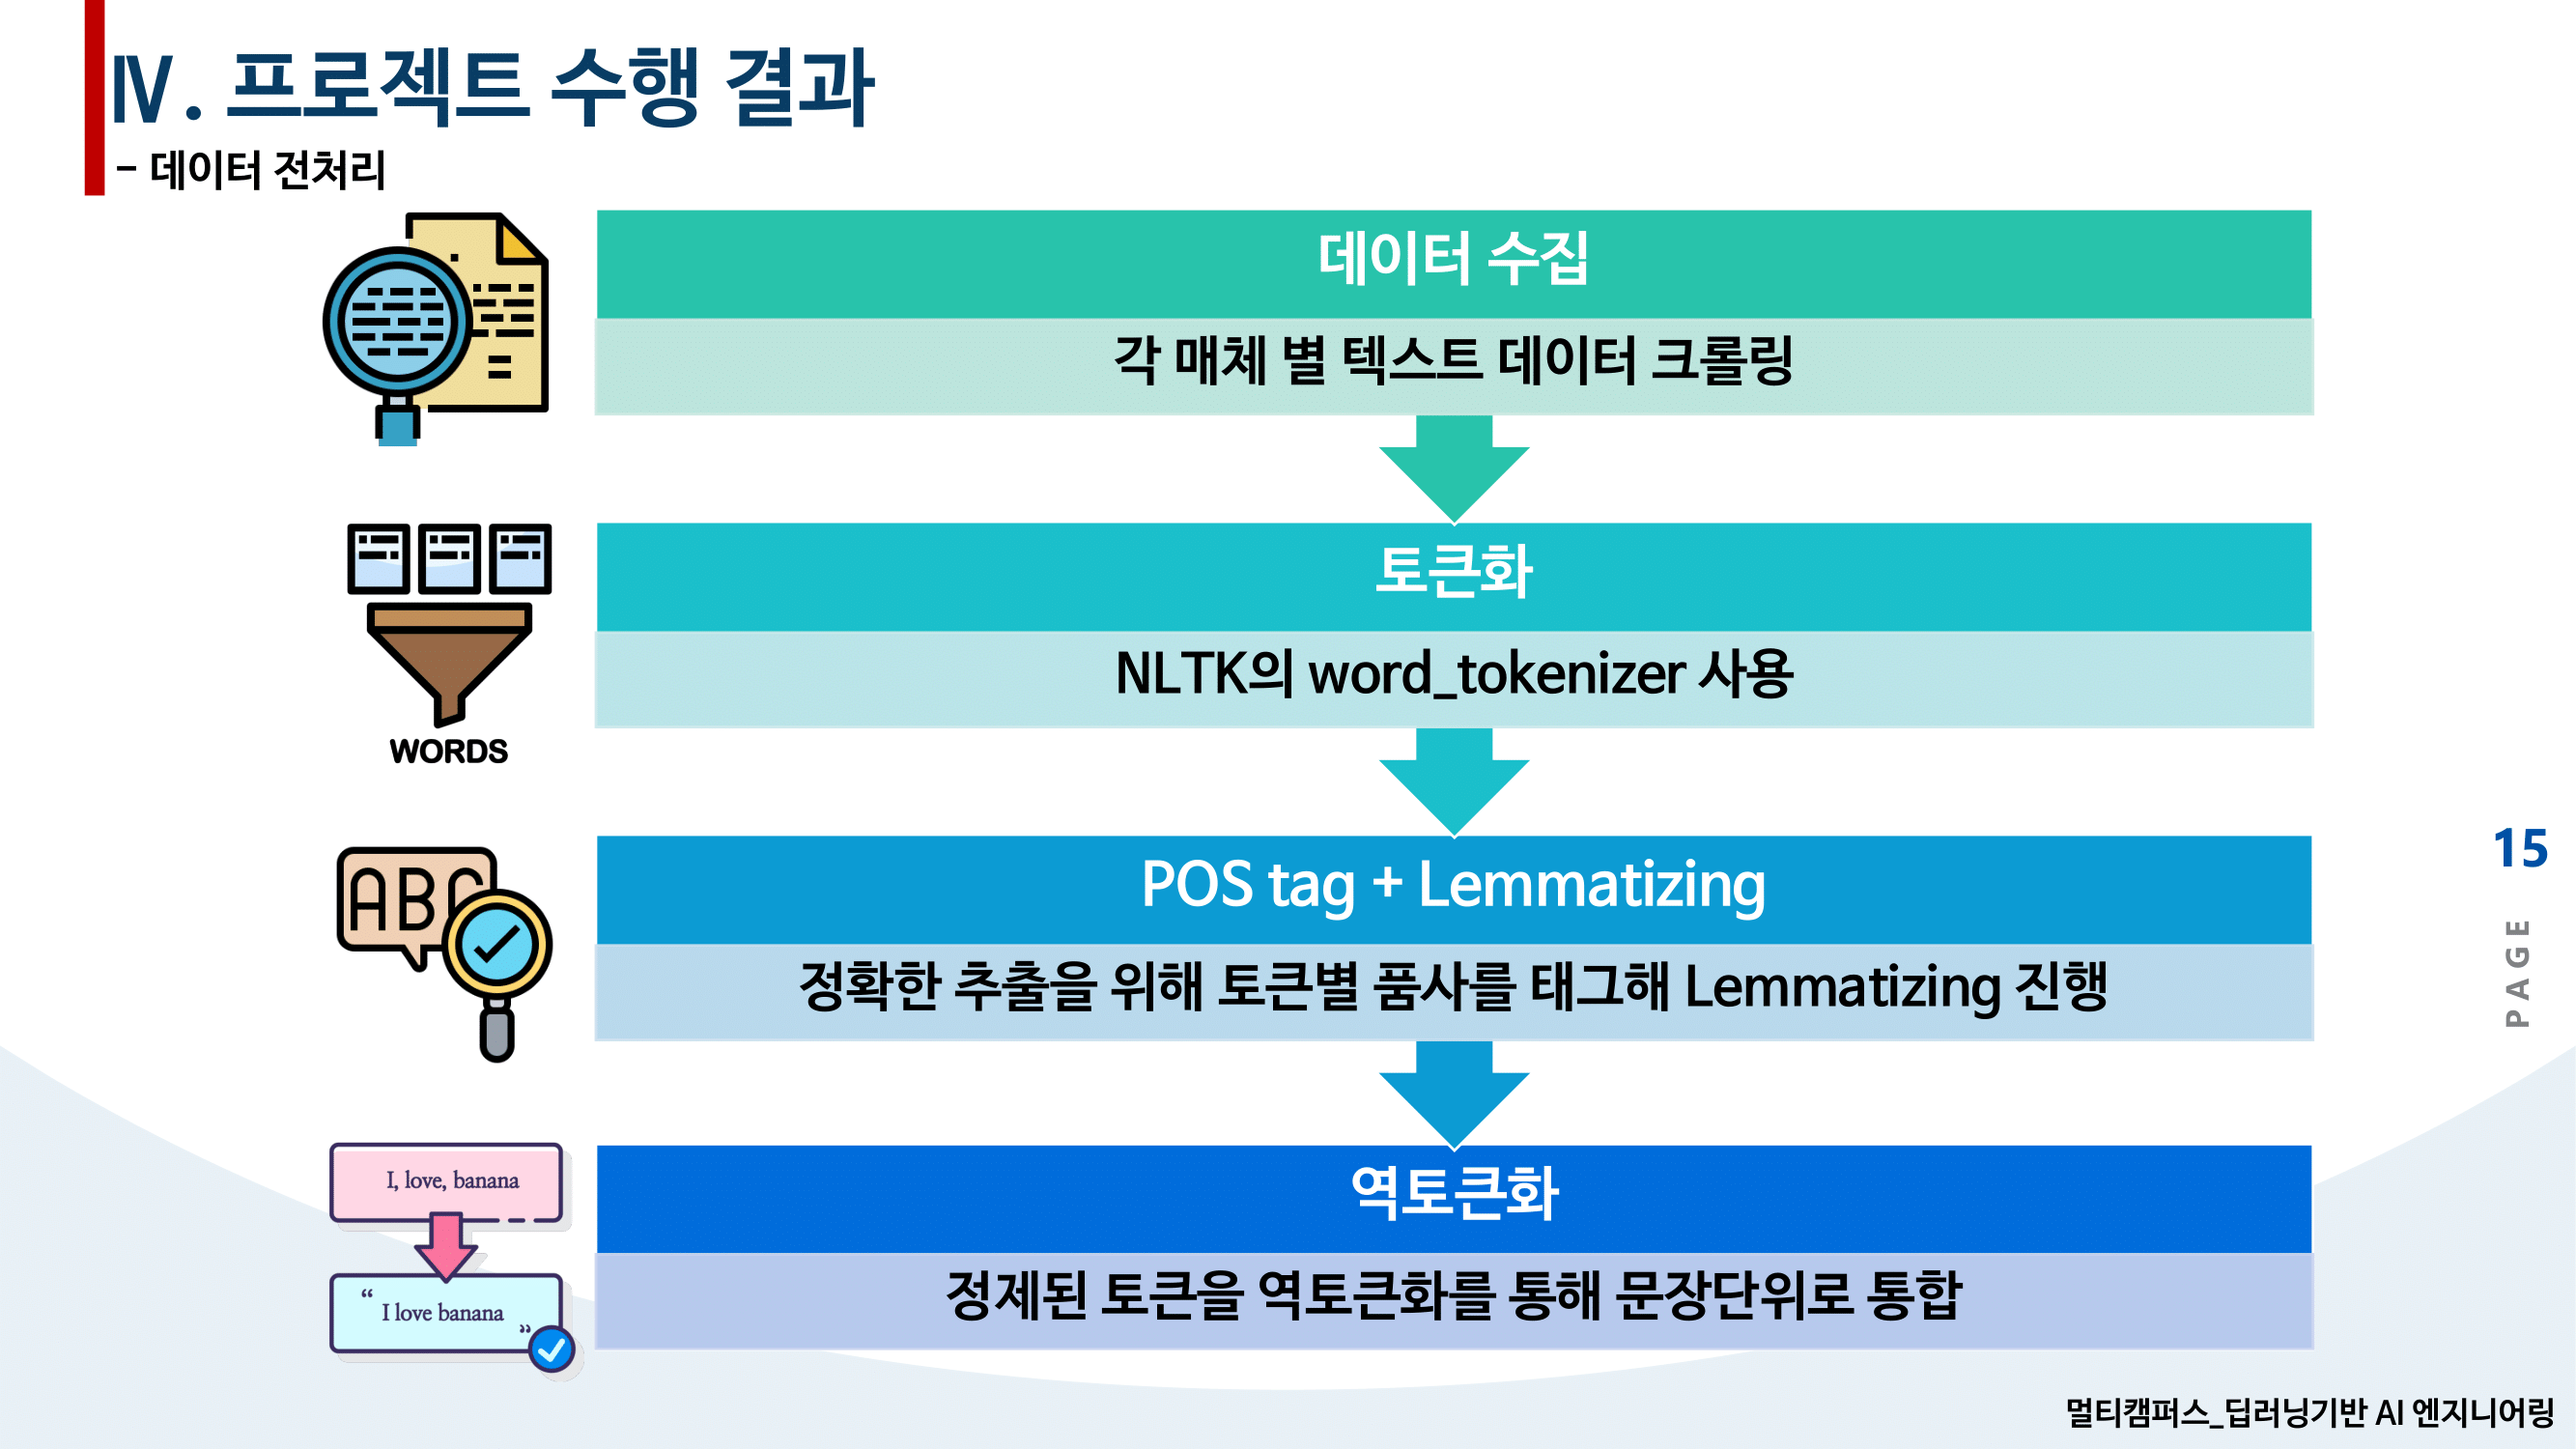 Ⅳ. 프로젝트 수행 결과
- 데이터 전처리
데이터 수집
각 매체 별 텍스트 데이터 크롤링
토큰화
NLTK의 word_tokenizer 사용
WORDS
POS tag + Lemmatizing
정확한 추출을 위해 토큰별 품사를 태그해 Lemmatizing 진행
ABC
역토큰화
정제된 토큰을 역토큰화를 통해 문장단위로 통합
I, love, banana
“ I love banana ”
15
PAGE
멀티캠퍼스_딥러닝기반 AI 엔지니어링